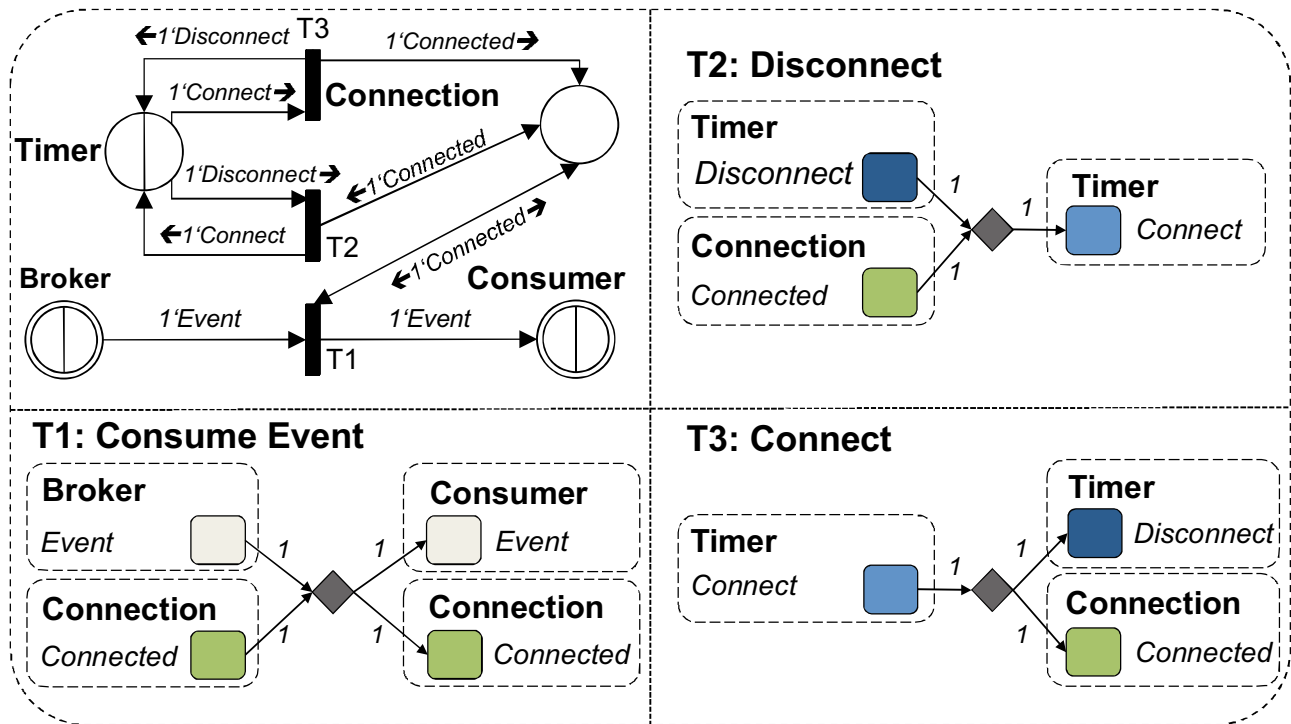 ←1‘Disconnect
T3
1‘Connected→
1‘Connect→
Connection
Timer
1‘Disconnect→
←1‘Connected
←1‘Connect
T2
←1‘Connected→
Broker
Consumer
1‘Event
1‘Event
T1
T2: Disconnect
Timer
Disconnect
1
Connection
Connected
1
1
Timer
Connect
T1: Consume Event
Broker
Event
1
Connection
Connected
1
1
Consumer
Event
1
Connection
Connected
T3: Connect
Timer
Connect
1
1
Timer
Disconnect
1
Connection
Connected